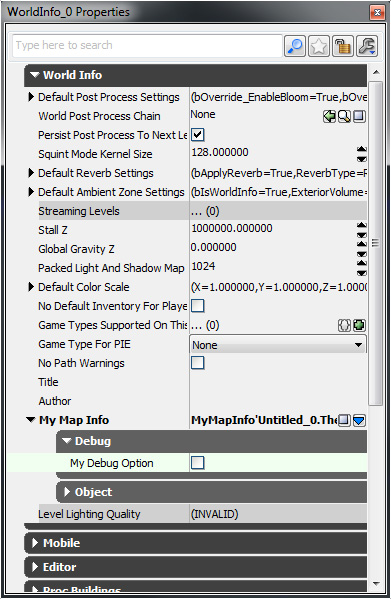 WorldInfo_0 Properties
Type here to search
World Info
Default Post Process Settings (bOverride_EnableBloom=True,bOve
World Post Process Chain None
Persist Post Process To Next Le
Squint Mode Kernel Size 128.000000
Default Reverb Settings (bApplyReverb=True,ReverbType=R
Default Ambient Zone Settings (bIsWorldInfo=True,ExteriorVolume=
Streaming Levels ... (0)
Stall Z 1000000.000000
Global Gravity Z 0.000000
Packed Light And Shadow Map 1024
Default Color Scale (X=1.000000,Y=1.000000,Z=1.0000
No Default Inventory For Playe
Game Types Supported On This ... (0)
Game Type For PIE None
No Path Warnings
Title
Author
My Map Info MyMapInfo'Untitled_0.The
Debug
My Debug Option
Object
Level Lighting Quality (INVALID)
Mobile
Editor
Proc Buildings